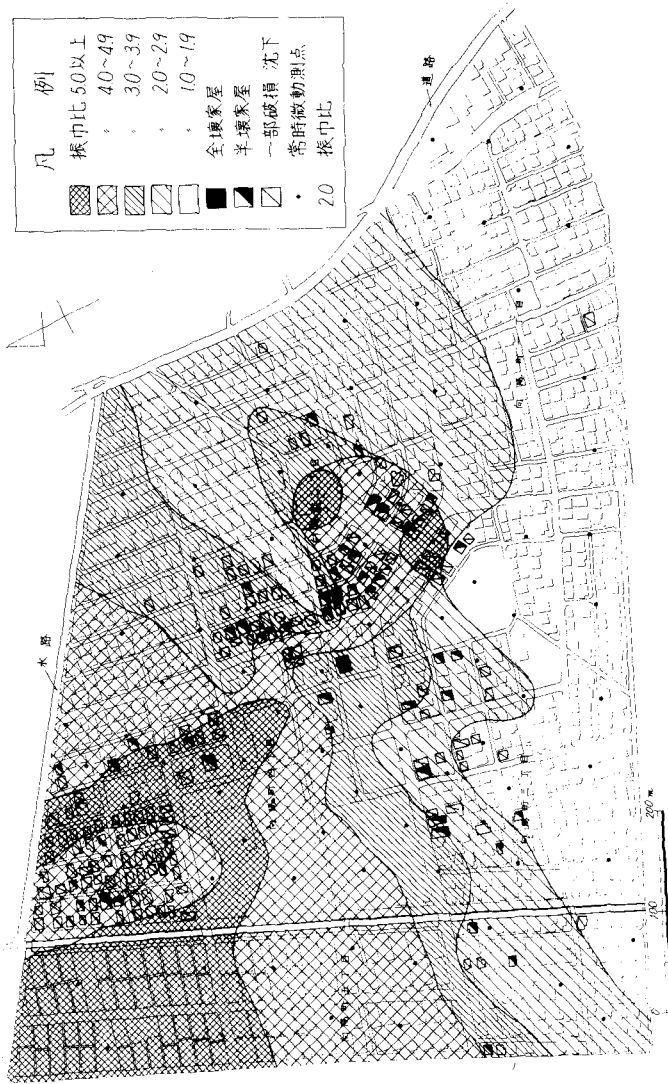 凡 例
振巾比 5.0以上
〃 4.0~4.9
〃 3.0~3.9
〃 2.0~2.9
〃 1.0~1.9
全壊家屋
半壊家屋
一部破損 沈下
常時微動測点
2.0 振巾比
道路
水路
0 100 200 m